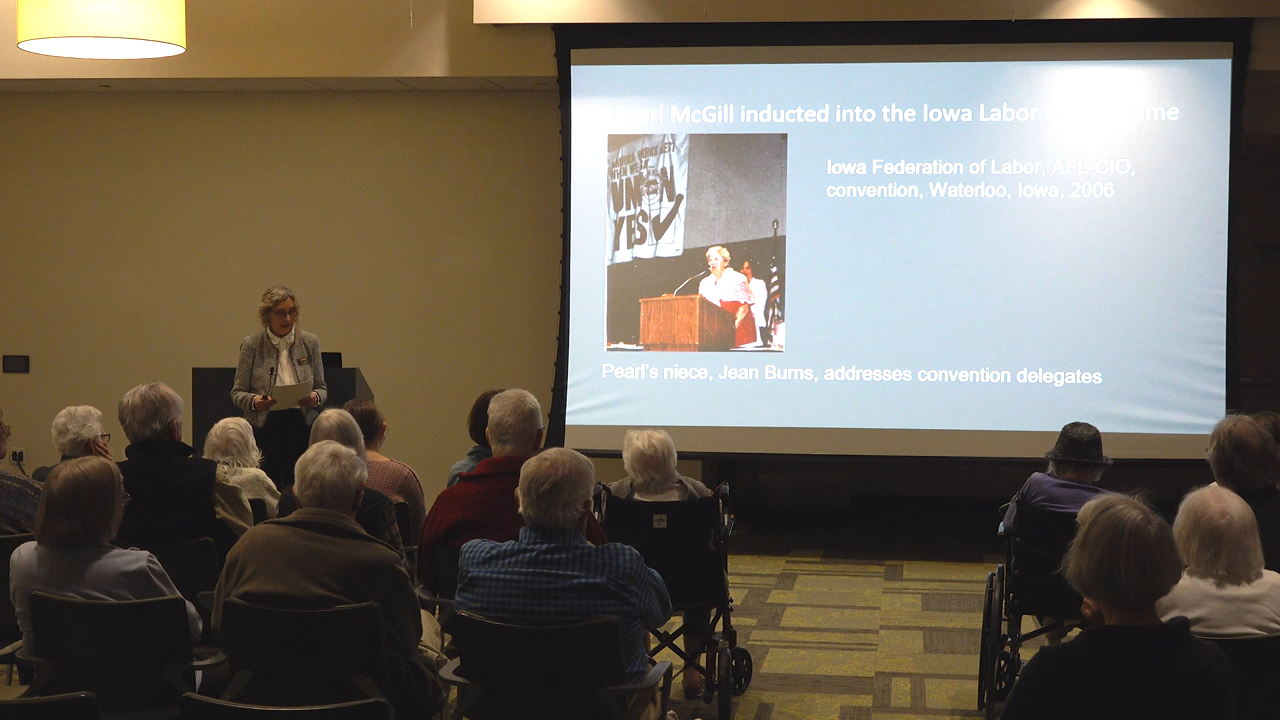 McGill inducted into the Iowa Labor
Iowa Federation of Labor, AFL-CIO,
convention, Waterloo, Iowa, 2006
UNION
YES
Pearl's niece, Jean Burns, addresses convention delegates